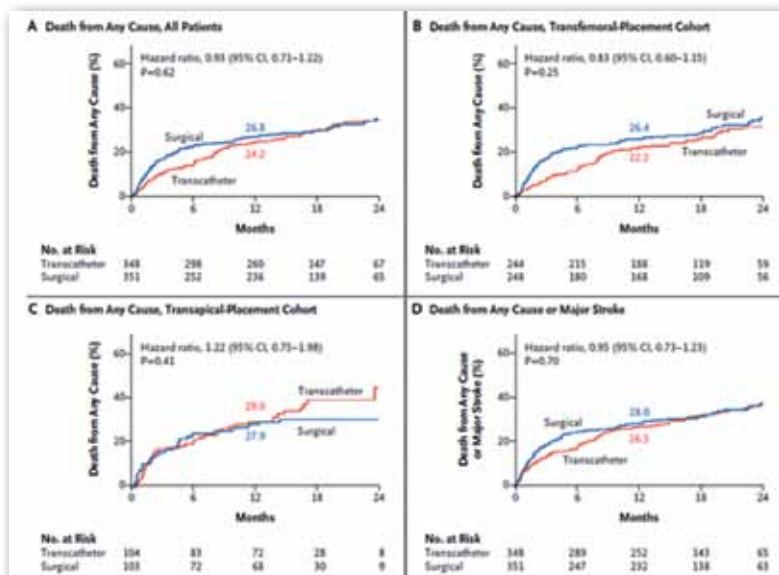 A Death from Any Cause, All Patients
Hazard ratio, 0.93 (95% CI, 0.71–1.22)
P=0.62
Death from Any Cause (%)
60
40
20
0
Surgical
26.8
24.2
Transcatheter
0 6 12 18 24
Months
No. at Risk
Transcatheter 348 298 260 147 67
Surgical 351 252 236 139 65
B Death from Any Cause, Transfemoral-Placement Cohort
Hazard ratio, 0.83 (95% CI, 0.60–1.15)
P=0.25
Death from Any Cause (%)
60
40
20
0
Surgical
26.4
22.2
Transcatheter
0 6 12 18 24
Months
No. at Risk
Transcatheter 244 215 188 119 59
Surgical 248 180 168 109 56
C Death from Any Cause, Transapical-Placement Cohort
Hazard ratio, 1.22 (95% CI, 0.75–1.98)
P=0.41
Death from Any Cause (%)
60
40
20
0
Transcatheter
29.0
27.9
Surgical
0 6 12 18 24
Months
No. at Risk
Transcatheter 104 83 72 28 8
Surgical 103 72 68 30 9
D Death from Any Cause or Major Stroke
Hazard ratio, 0.95 (95% CI, 0.73–1.23)
P=0.70
Death from Any Cause
or Major Stroke (%)
60
40
20
0
Surgical
28.0
26.5
Transcatheter
0 6 12 18 24
Months
No. at Risk
Transcatheter 348 289 252 143 65
Surgical 351 247 232 138 63